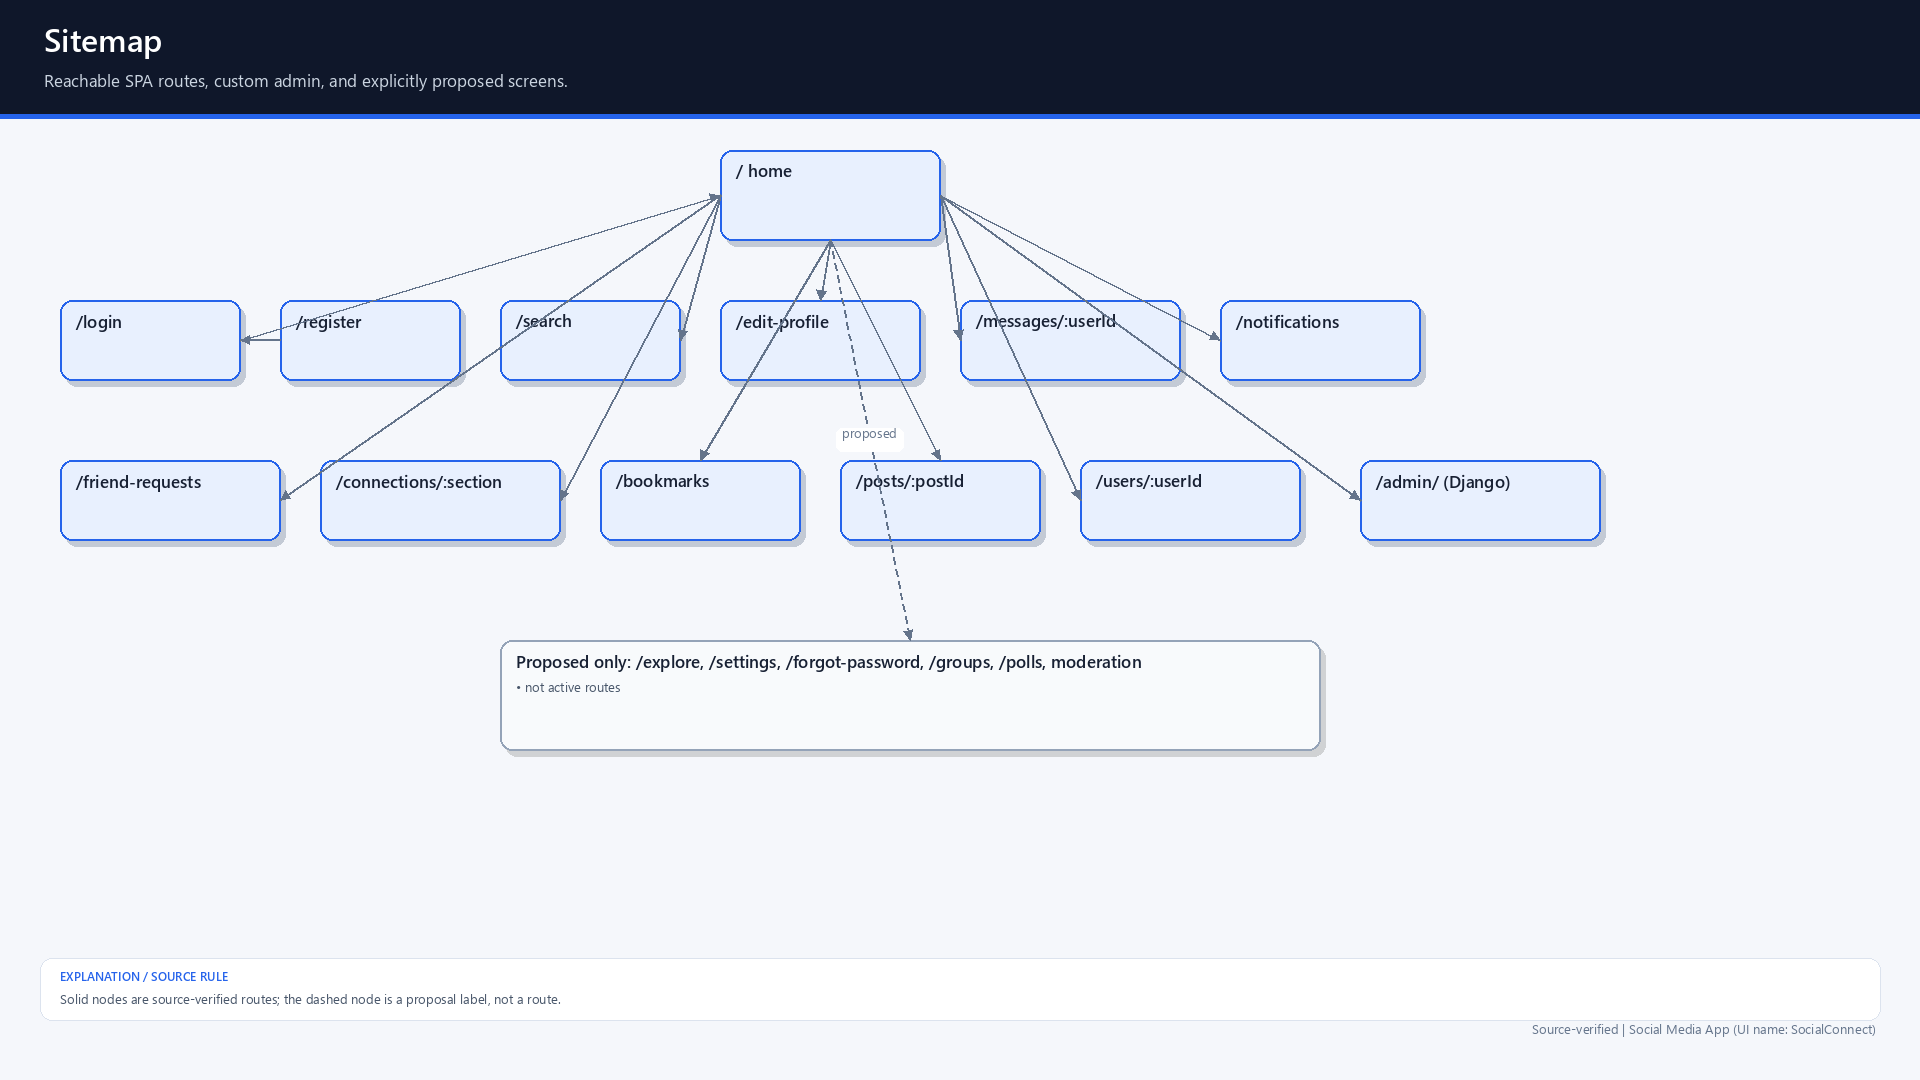 Sitemap
Reachable SPA routes, custom admin, and explicitly proposed screens.
/ home
/login
/register
/search
/edit-profile
/messages/:userId
/notifications
proposed
/friend-requests
/connections/:section
/bookmarks
/posts/:postId
/users/:userId
/admin/ (Django)
Proposed only: /explore, /settings, /forgot-password, /groups, /polls, moderation
• not active routes
EXPLANATION / SOURCE RULE
Solid nodes are source-verified routes; the dashed node is a proposal label, not a route.
Source-verified | Social Media App (UI name: SocialConnect)